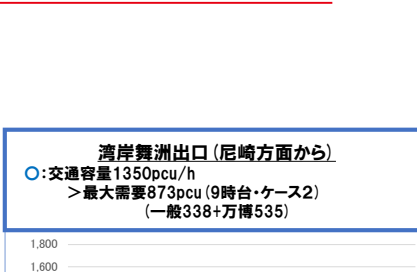 湾岸舞洲出口（尼崎方面から）
○:交通容量1350pcu/h
＞最大需要873pcu（9時台・ケース2）
（一般338+万博535）
1,800
1,600